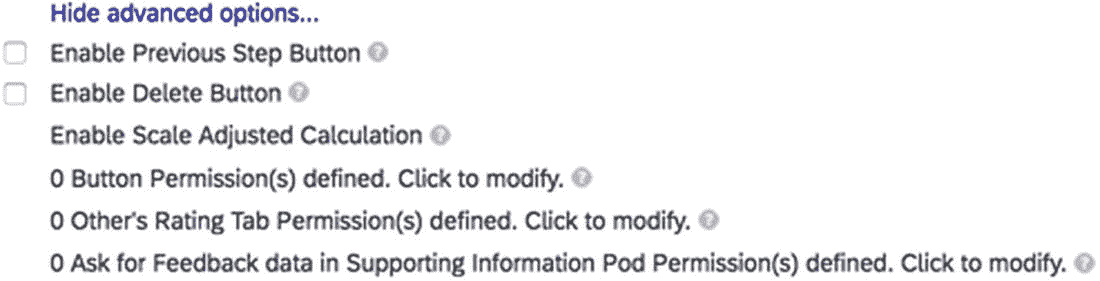 Hide advanced options...
Enable Previous Step Button ?
Enable Delete Button ?
Enable Scale Adjusted Calculation ?
0 Button Permission(s) defined. Click to modify. ?
0 Other's Rating Tab Permission(s) defined. Click to modify. ?
0 Ask for Feedback data in Supporting Information Pod Permission(s) defined. Click to modify. ?